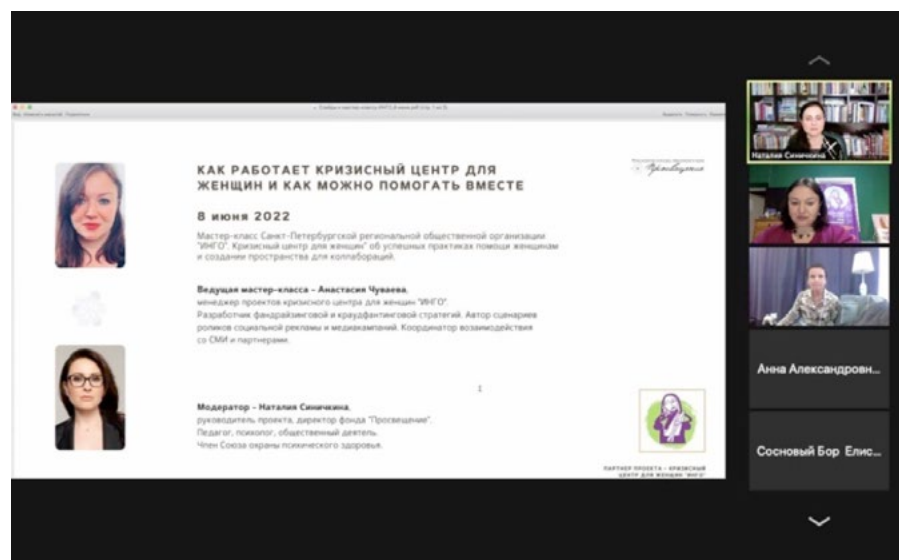 КАК РАБОТАЕТ КРИЗИСНЫЙ ЦЕНТР ДЛЯ
ЖЕНЩИН И КАК МОЖНО ПОМОГАТЬ ВМЕСТЕ
8 июня 2022
Мастер-класс Санкт-Петербургской региональной общественной организации
"ИНГО". Кризисный центр для женщин" об успешных практиках помощи женщинам
и создании пространства для коллабораций.
Ведущая мастер-класса – Анастасия Чуваева,
менеджер проектов кризисного центра для женщин "ИНГО".
Разработчик фандрайзинговой и краудфантинговой стратегий. Автор сценариев
роликов социальной рекламы и медиакампаний. Координатор взаимодействия
со СМИ и партнерами.
Модератор – Наталия Синичкина,
руководитель проекта, директор фонда "Просвещение".
Педагог, психолог, общественный деятель.
Член Союза охраны психического здоровья.
Просвещение
ПАРТНЕР ПРОЕКТА – КРИЗИСНЫЙ
ЦЕНТР ДЛЯ ЖЕНЩИН "ИНГО"
Наталия Синичкина
Анна Александровн...
Сосновый Бор Елис...